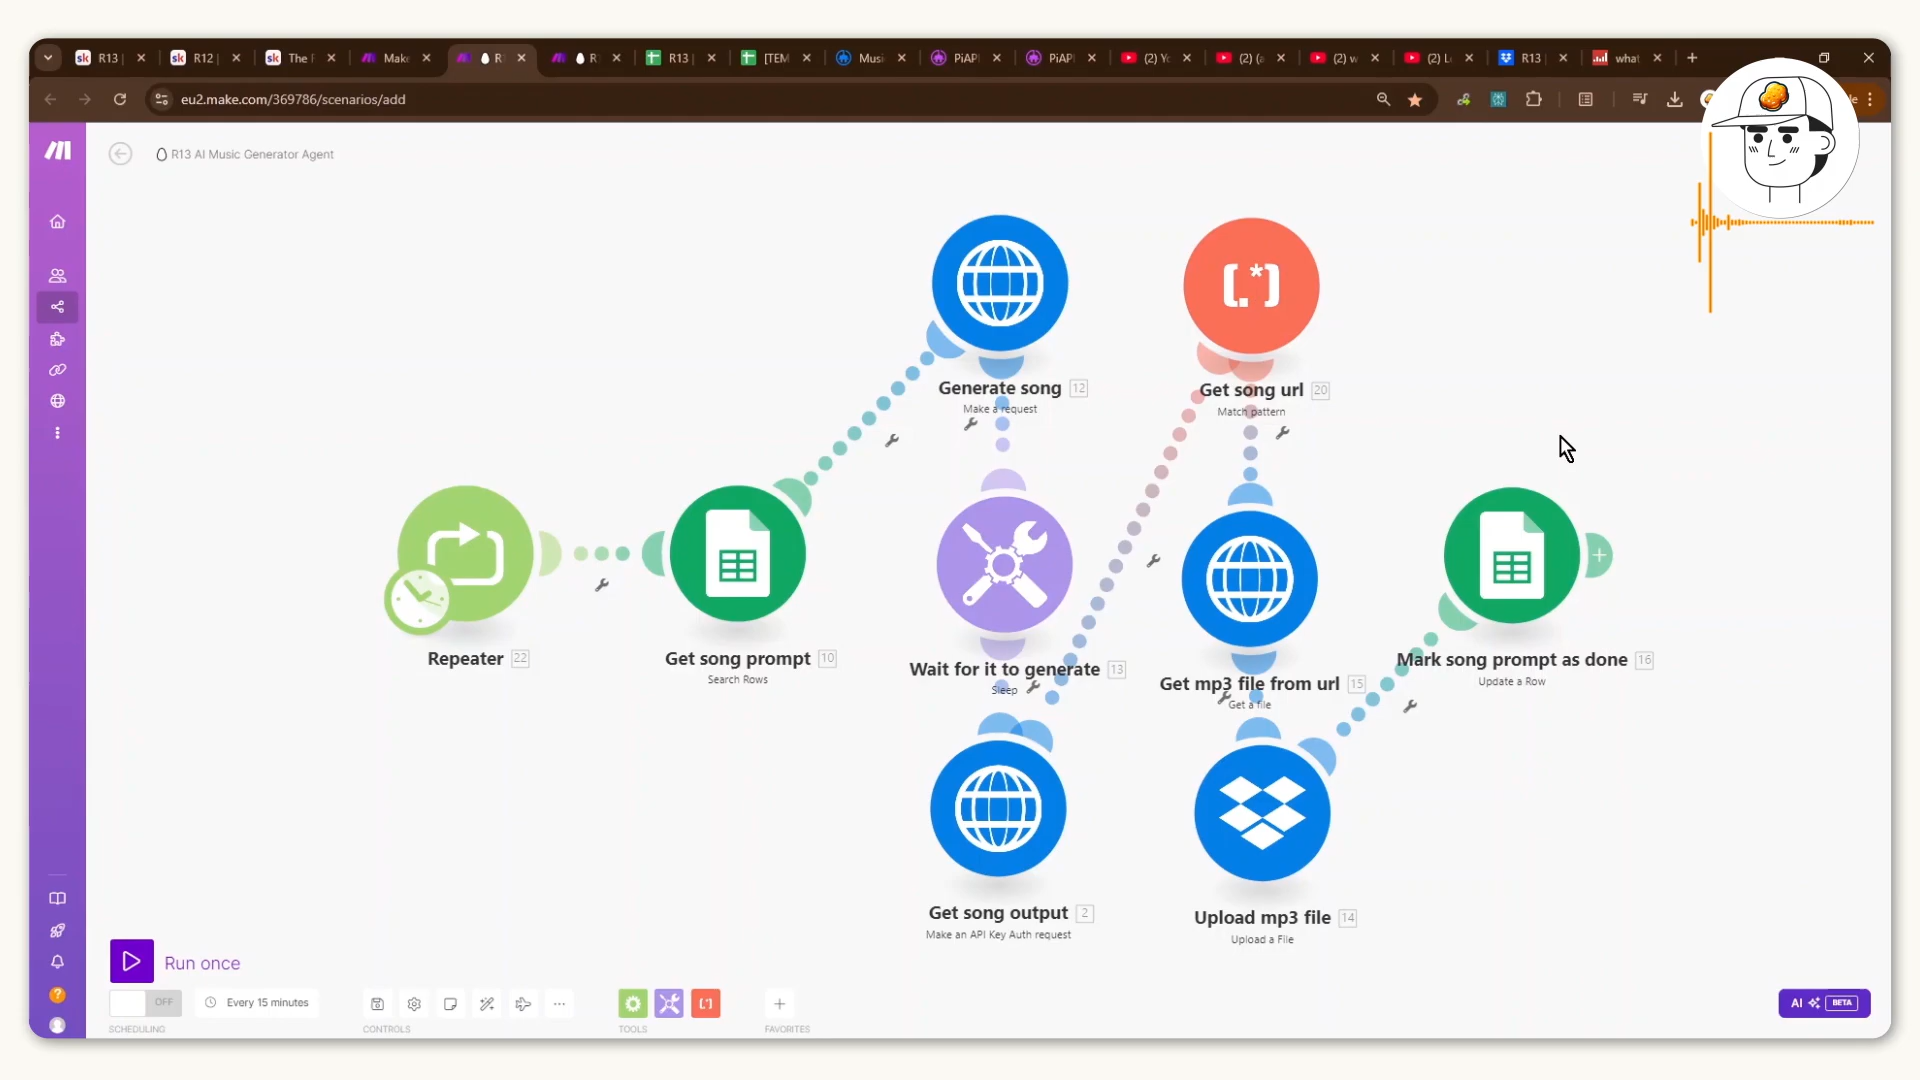 R13 |
R12 |
The
Make
R
R
R13 |
[TEM
Musi
PiAPI
PiAPI
(2) Yo
(2) (a
(2) w
(2) L
R13 |
what
eu2.make.com/369786/scenarios/add
R13 AI Music Generator Agent
Generate song 12
Make a request
[.*]
Get song url 20
Match pattern
Repeater 22
Get song prompt 10
Search Rows
Wait for it to generate 13
Sleep
Get mp3 file from url 15
Get a file
Mark song prompt as done 16
Update a Row
Get song output 2
Make an API Key Auth request
Upload mp3 file 14
Upload a File
Run once
OFF
Every 15 minutes
SCHEDULING
CONTROLS
TOOLS
FAVORITES
AI BETA